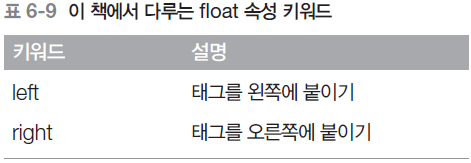 표 6-9 이 책에서 다루는 float 속성 키워드
키워드 설명
left 태그를 왼쪽에 붙이기
right 태그를 오른쪽에 붙이기